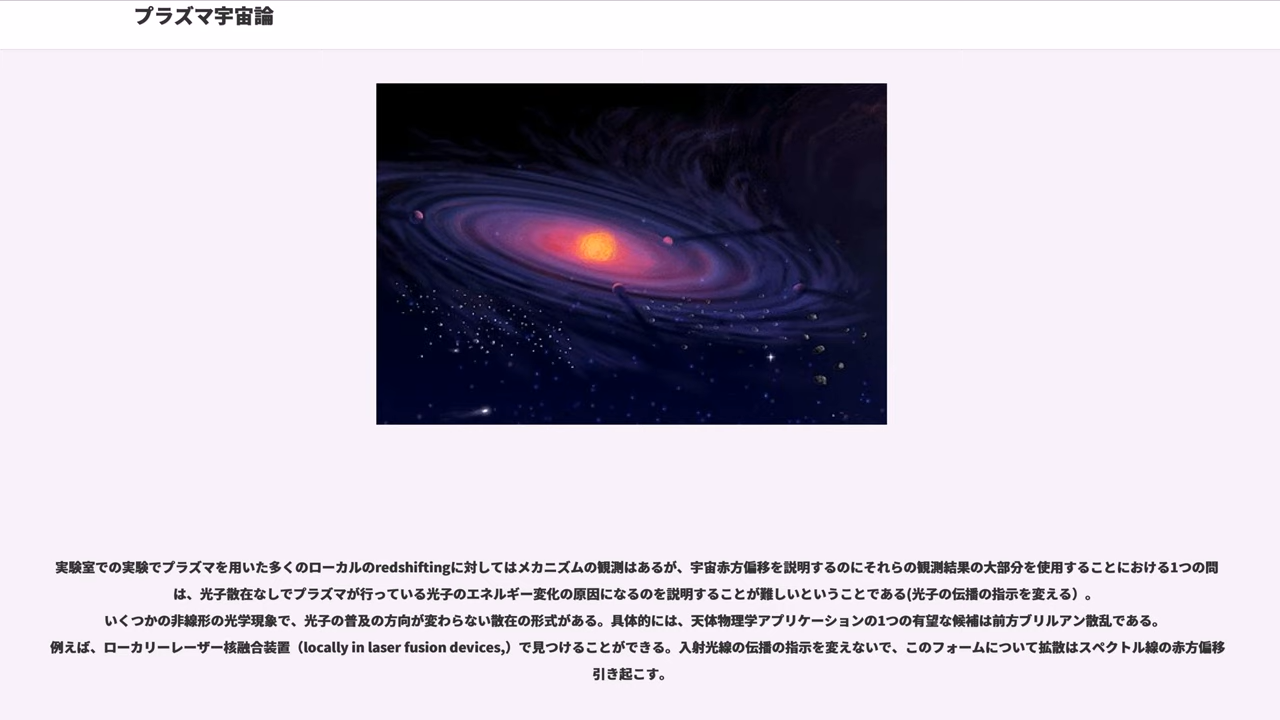 プラズマ宇宙論
実験室での実験でプラズマを用いた多くのローカルのredshiftingに対してはメカニズムの観測はあるが、宇宙赤方偏移を説明するのにそれらの観測結果の大部分を使用することにおける1つの問
は、光子散在なしでプラズマが行っている光子のエネルギー変化の原因になるのを説明することが難しいということである(光子の伝播の指示を変える）。
いくつかの非線形の光学現象で、光子の普及の方向が変わらない散在の形式がある。具体的には、天体物理学アプリケーションの1つの有望な候補は前方ブリルアン散乱である。
例えば、ローカリーレーザー核融合装置（locally in laser fusion devices,）で見つけることができる。入射光線の伝播の指示を変えないで、このフォームについて拡散はスペクトル線の赤方偏移
引き起こす。